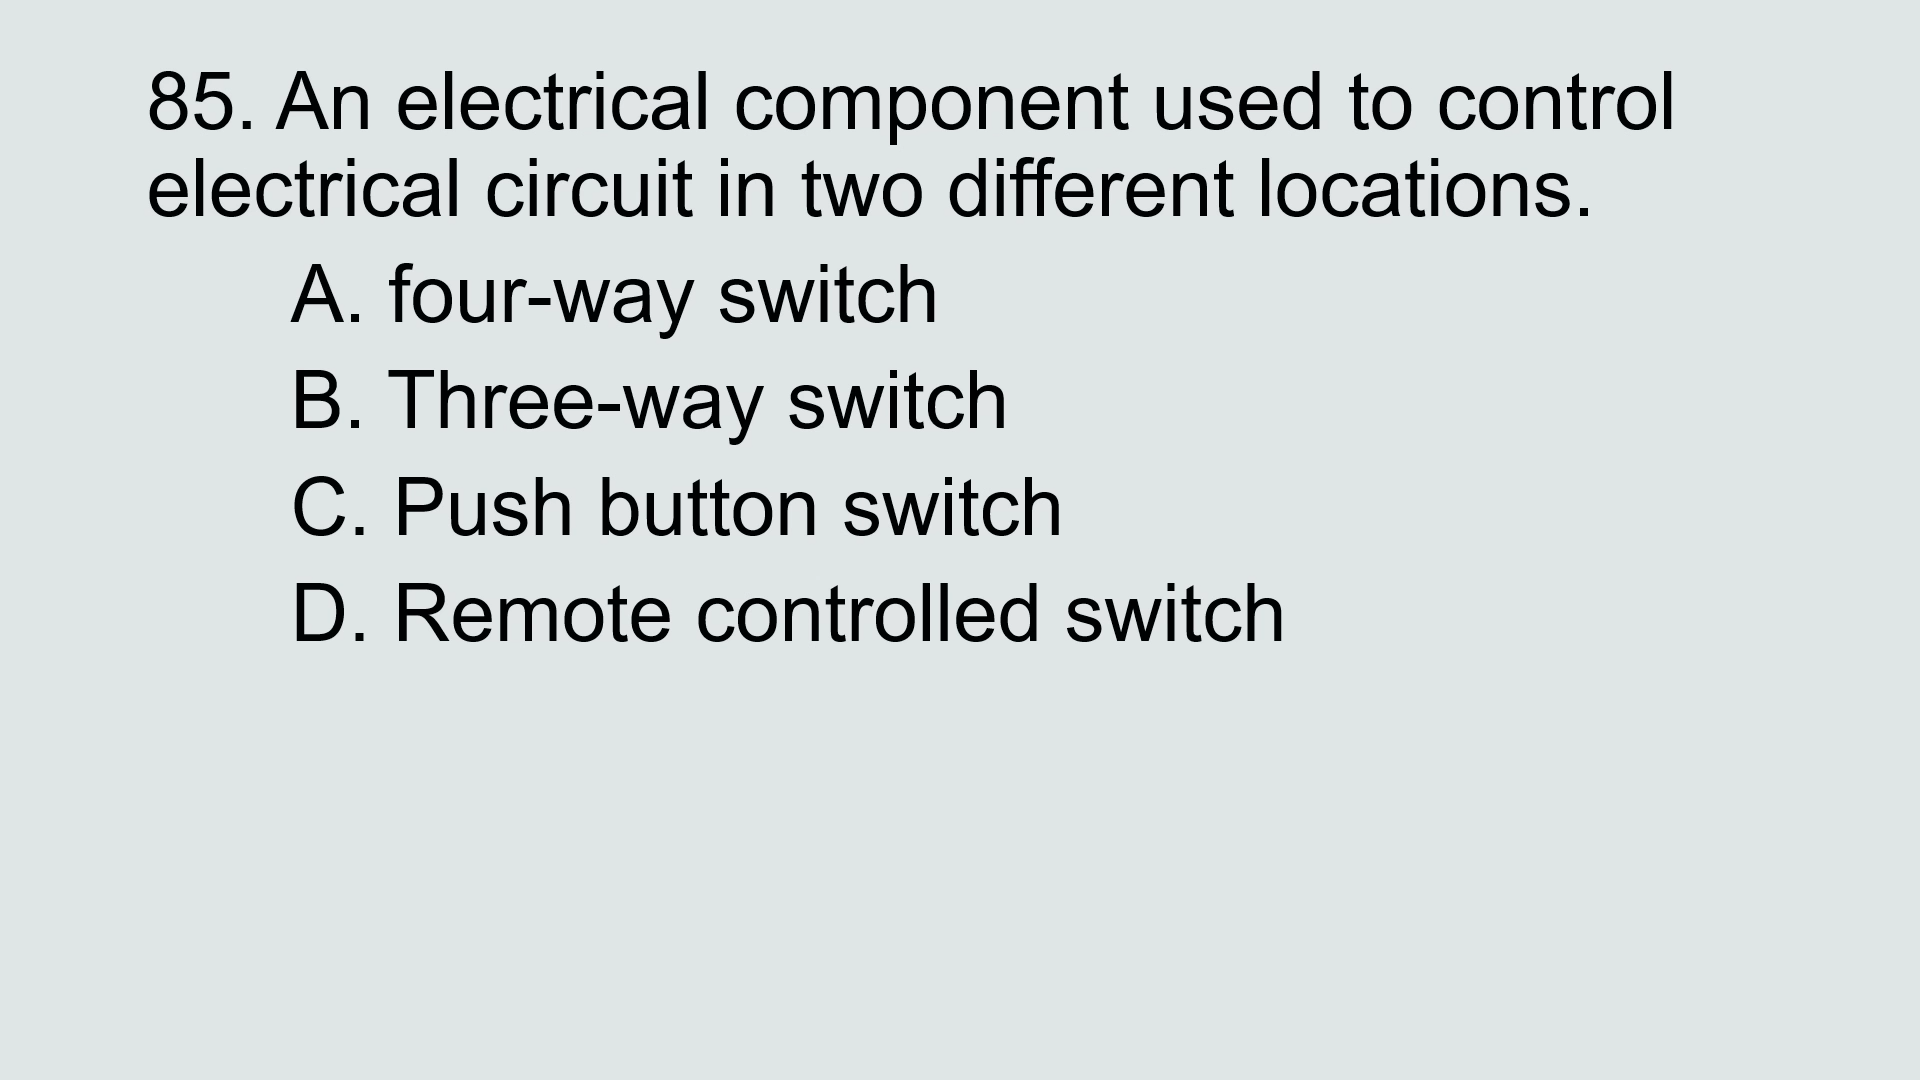 85. An electrical component used to control
electrical circuit in two different locations.
A. four-way switch
B. Three-way switch
C. Push button switch
D. Remote controlled switch